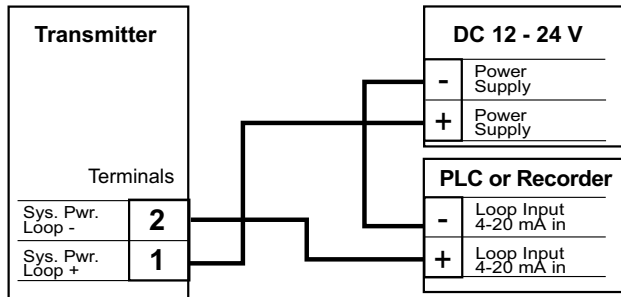 Transmitter
Terminals
Sys. Pwr.
Loop -
2
Sys. Pwr.
Loop +
1
DC 12 - 24 V
-
Power
Supply
+
Power
Supply
PLC or Recorder
-
Loop Input
4-20 mA in
+
Loop Input
4-20 mA in